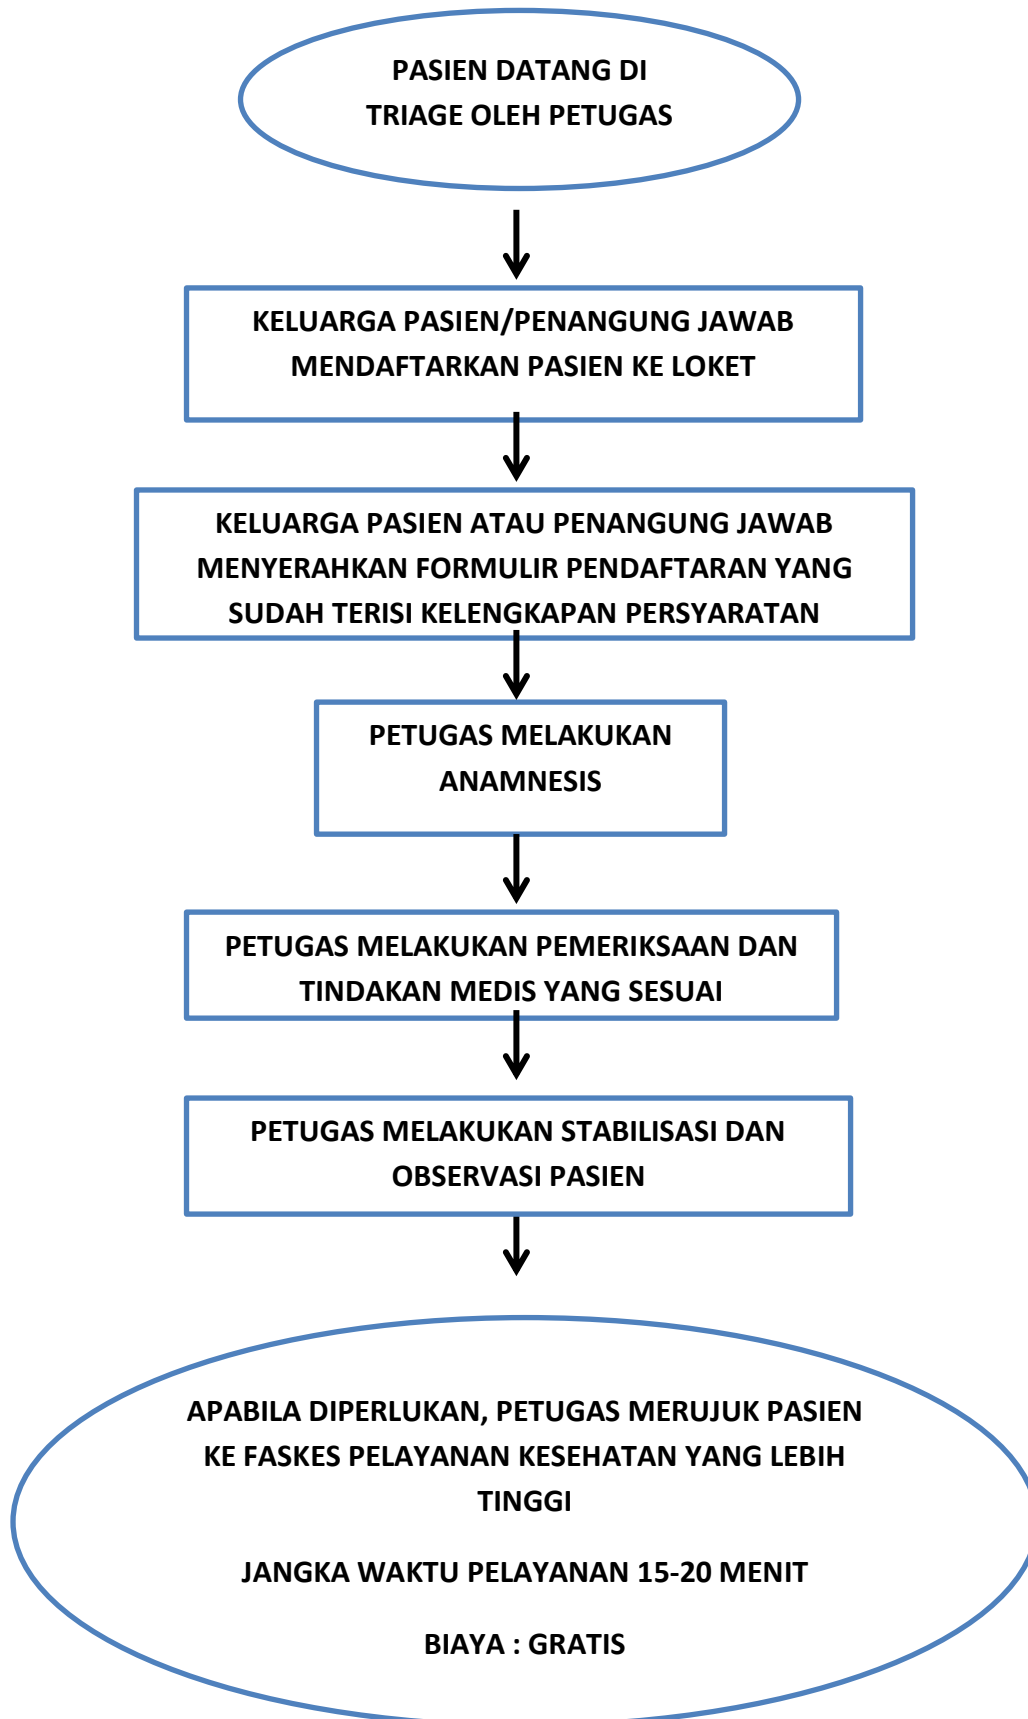 PASIEN DATANG DI
TRIAGE OLEH PETUGAS
KELUARGA PASIEN/PENANGUNG JAWAB
MENDAFTARKAN PASIEN KE LOKET
KELUARGA PASIEN ATAU PENANGUNG JAWAB
MENYERAHKAN FORMULIR PENDAFTARAN YANG
SUDAH TERISI KELENGKAPAN PERSYARATAN
PETUGAS MELAKUKAN
ANAMNESIS
PETUGAS MELAKUKAN PEMERIKSAAN DAN
TINDAKAN MEDIS YANG SESUAI
PETUGAS MELAKUKAN STABILISASI DAN
OBSERVASI PASIEN
APABILA DIPERLUKAN, PETUGAS MERUJUK PASIEN
KE FASKES PELAYANAN KESEHATAN YANG LEBIH
TINGGI
JANGKA WAKTU PELAYANAN 15-20 MENIT
BIAYA : GRATIS